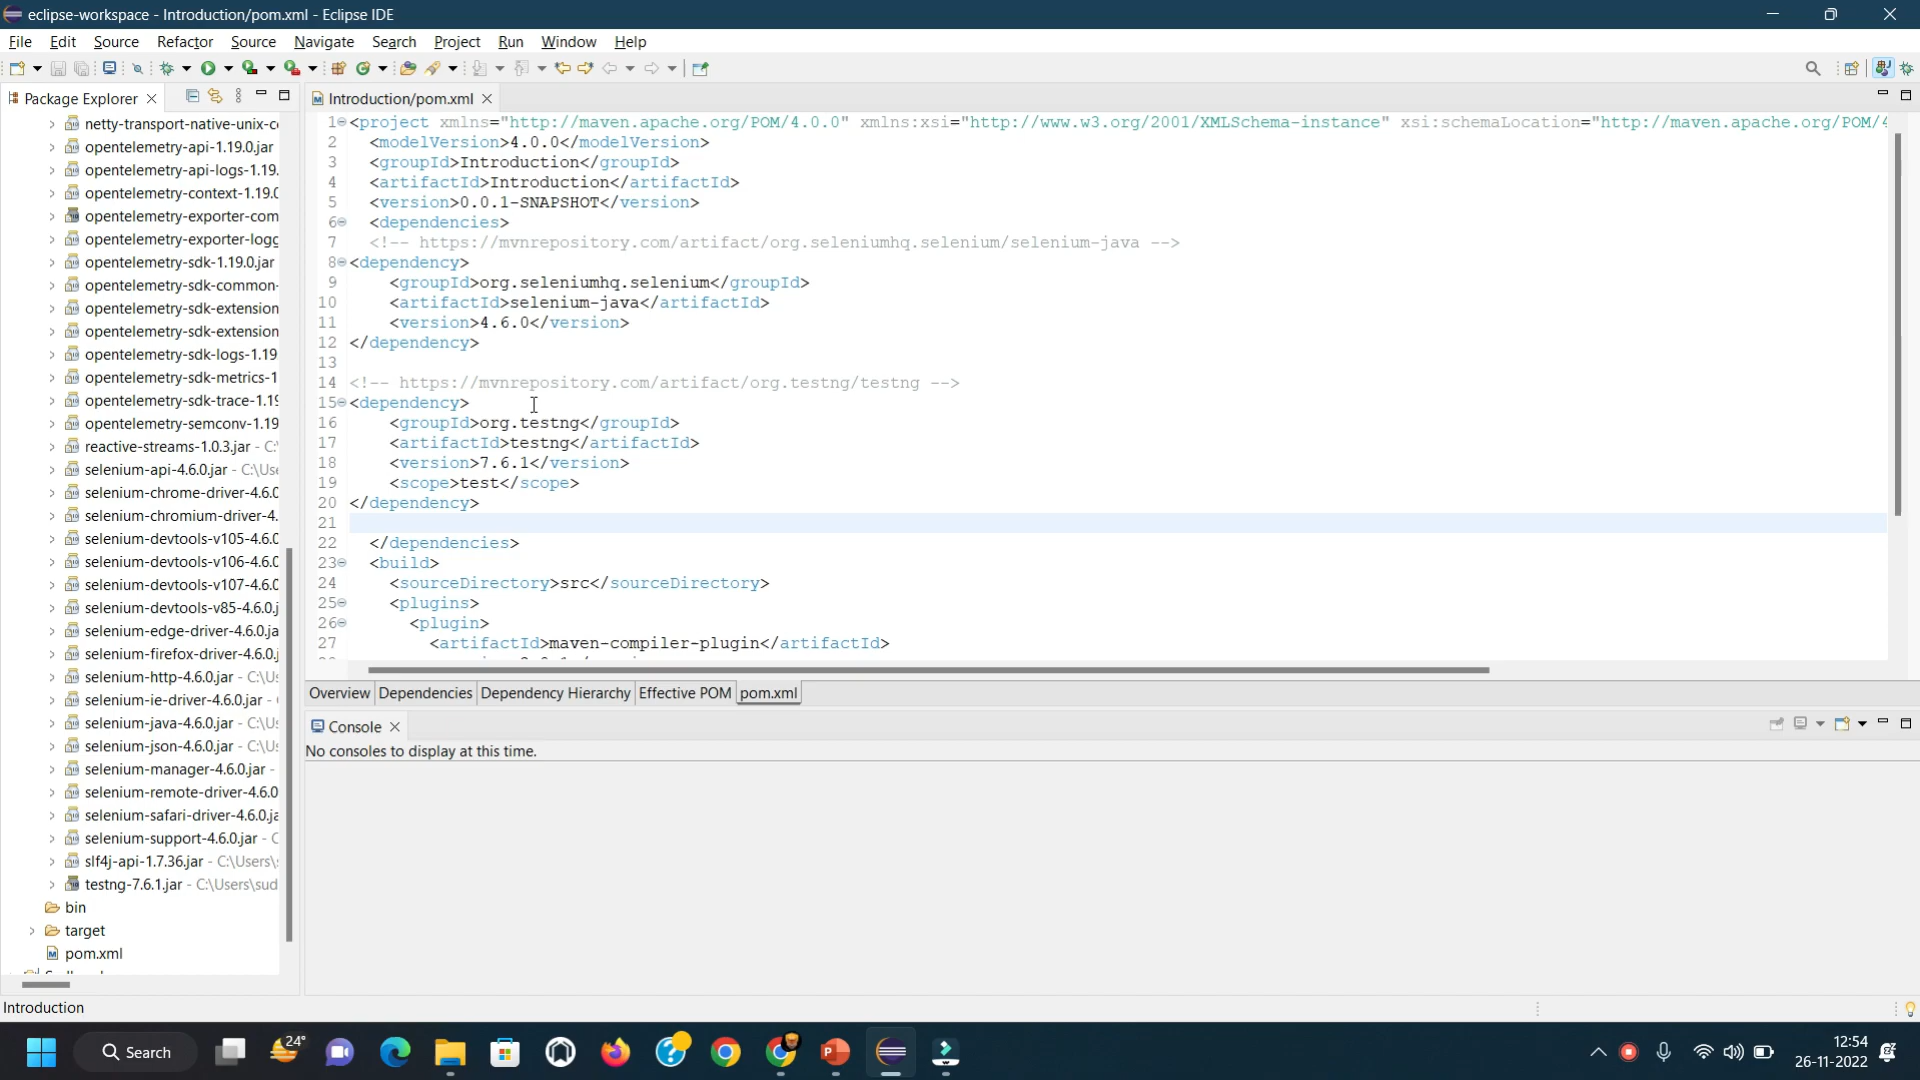 eclipse-workspace - Introduction/pom.xml - Eclipse IDE
File Edit Source Refactor Source Navigate Search Project Run Window Help
Package Explorer
netty-transport-native-unix-c
opentelemetry-api-1.19.0.jar
opentelemetry-api-logs-1.19.
opentelemetry-context-1.19.0
opentelemetry-exporter-com
opentelemetry-exporter-logg
opentelemetry-sdk-1.19.0.jar
opentelemetry-sdk-common-
opentelemetry-sdk-extension
opentelemetry-sdk-extension
opentelemetry-sdk-logs-1.19
opentelemetry-sdk-metrics-1
opentelemetry-sdk-trace-1.19
opentelemetry-semconv-1.19
reactive-streams-1.0.3.jar - C:
selenium-api-4.6.0.jar - C:\Use
selenium-chrome-driver-4.6.0
selenium-chromium-driver-4.
selenium-devtools-v105-4.6.0
selenium-devtools-v106-4.6.0
selenium-devtools-v107-4.6.0
selenium-devtools-v85-4.6.0.j
selenium-edge-driver-4.6.0.ja
selenium-firefox-driver-4.6.0.j
selenium-http-4.6.0.jar - C:\Us
selenium-ie-driver-4.6.0.jar -
selenium-java-4.6.0.jar - C:\Us
selenium-json-4.6.0.jar - C:\Us
selenium-manager-4.6.0.jar -
selenium-remote-driver-4.6.0
selenium-safari-driver-4.6.0.ja
selenium-support-4.6.0.jar - C
slf4j-api-1.7.36.jar - C:\Users\s
testng-7.6.1.jar - C:\Users\sud
bin
target
pom.xml
Introduction/pom.xml
1 <project xmlns="http://maven.apache.org/POM/4.0.0" xmlns:xsi="http://www.w3.org/2001/XMLSchema-instance" xsi:schemaLocation="http://maven.apache.org/POM/4
2 <modelVersion>4.0.0</modelVersion>
3 <groupId>Introduction</groupId>
4 <artifactId>Introduction</artifactId>
5 <version>0.0.1-SNAPSHOT</version>
6 <dependencies>
7 <!-- https://mvnrepository.com/artifact/org.seleniumhq.selenium/selenium-java -->
8 <dependency>
9 <groupId>org.seleniumhq.selenium</groupId>
10 <artifactId>selenium-java</artifactId>
11 <version>4.6.0</version>
12 </dependency>
13
14 <!-- https://mvnrepository.com/artifact/org.testng/testng -->
15 <dependency>
16 <groupId>org.testng</groupId>
17 <artifactId>testng</artifactId>
18 <version>7.6.1</version>
19 <scope>test</scope>
20 </dependency>
21
22 </dependencies>
23 <build>
24 <sourceDirectory>src</sourceDirectory>
25 <plugins>
26 <plugin>
27 <artifactId>maven-compiler-plugin</artifactId>
Overview Dependencies Dependency Hierarchy Effective POM pom.xml
Console
No consoles to display at this time.
Introduction
Search
24°
12:54
26-11-2022